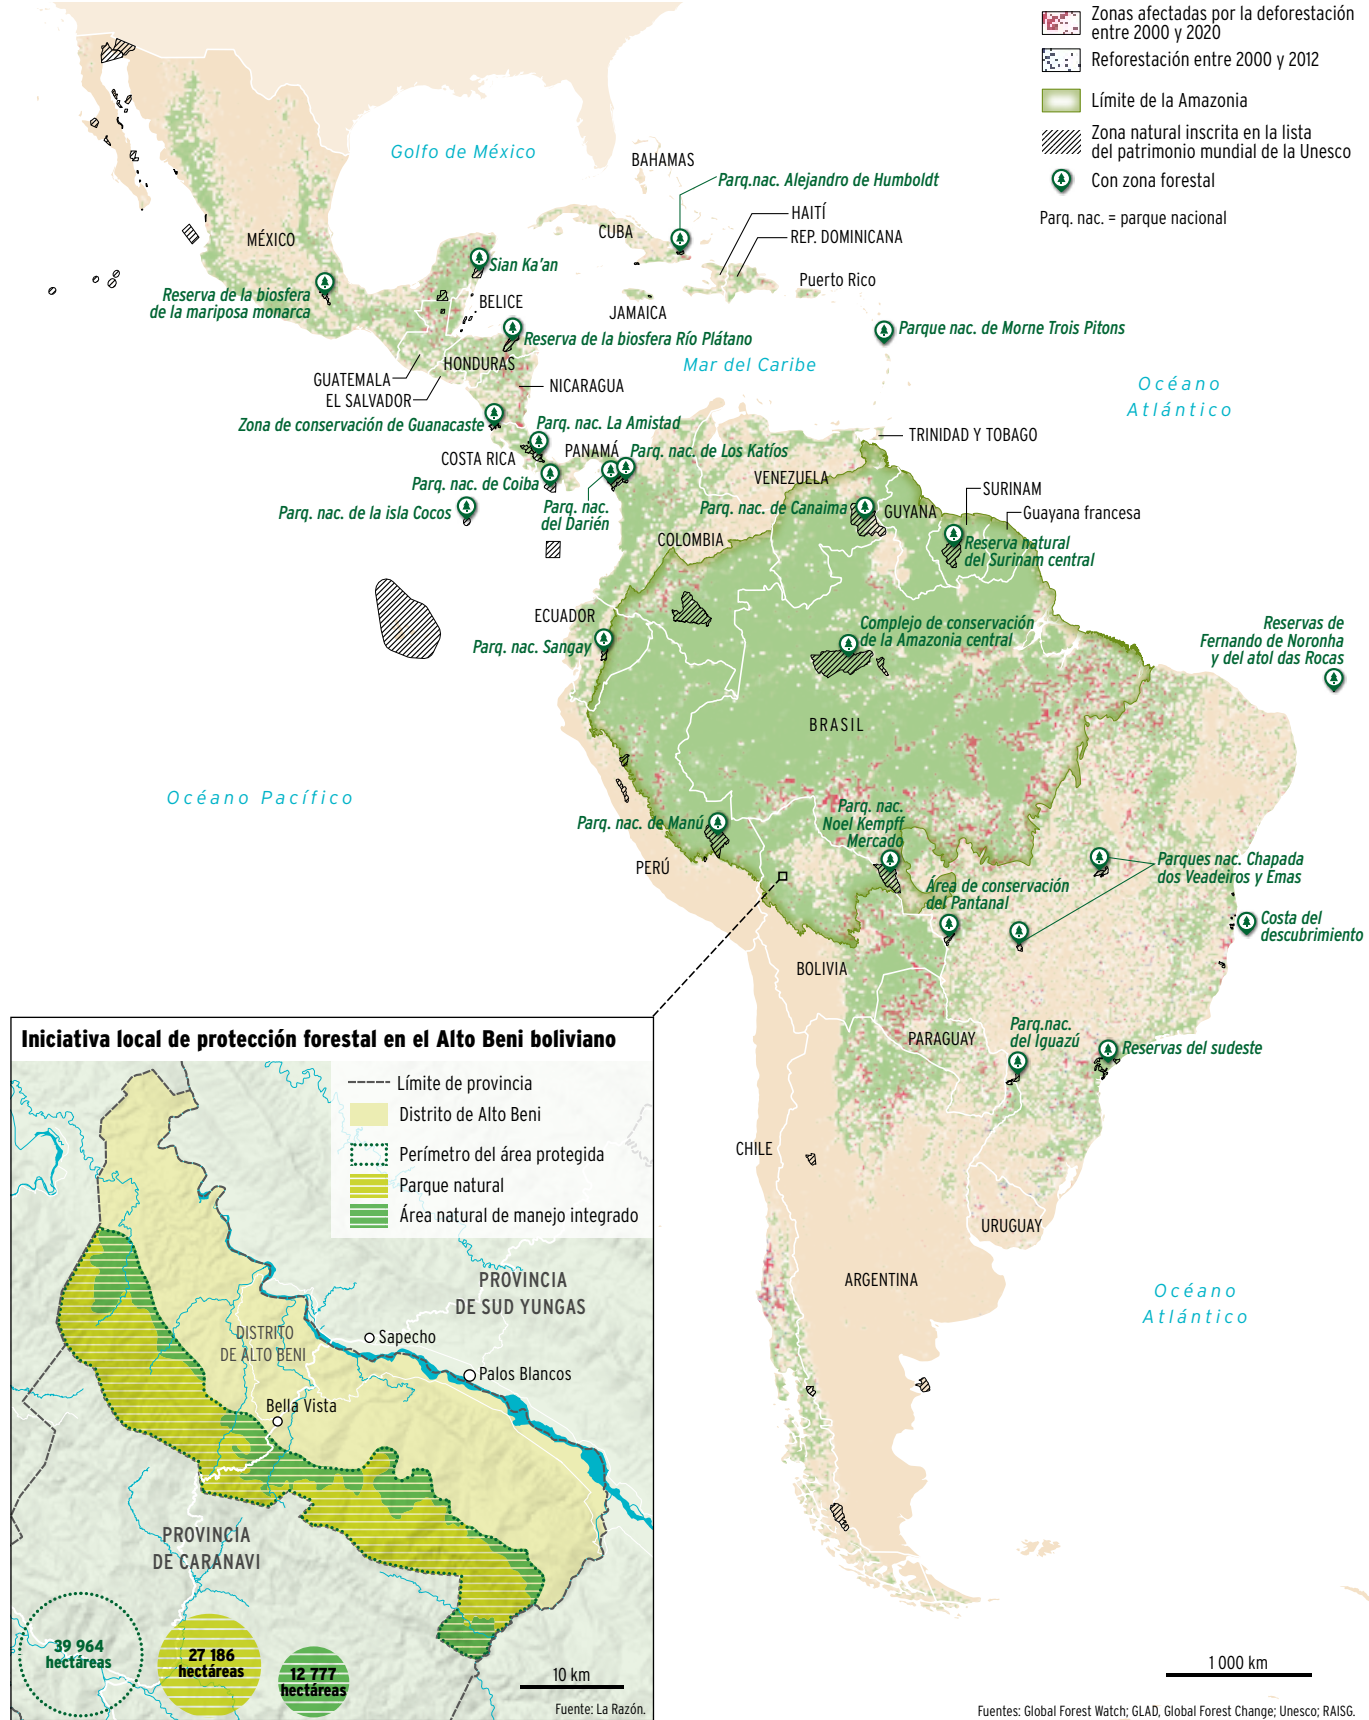 Zonas afectadas por la deforestación
entre 2000 y 2020
Reforestación entre 2000 y 2012
Límite de la Amazonia
Zona natural inscrita en la lista
del patrimonio mundial de la Unesco
Con zona forestal
Parq. nac. = parque nacional
Golfo de México
BAHAMAS
Parq.nac. Alejandro de Humboldt
HAITÍ
CUBA
REP. DOMINICANA
MÉXICO
Sian Ka'an
Puerto Rico
Reserva de la biosfera
de la mariposa monarca
BELICE
JAMAICA
Parque nac. de Morne Trois Pitons
Reserva de la biosfera Río Plátano
HONDURAS
Mar del Caribe
GUATEMALA
NICARAGUA
EL SALVADOR
Océano
Atlántico
Zona de conservación de Guanacaste
Parq. nac. La Amistad
TRINIDAD Y TOBAGO
COSTA RICA
PANAMÁ
Parq. nac. de Los Katíos
VENEZUELA
Parq. nac. de Coiba
SURINAM
Parq. nac. de la isla Cocos
Parq. nac.
del Darién
Parq. nac. de Canaima
GUYANA
Guayana francesa
COLOMBIA
Reserva natural
del Surinam central
ECUADOR
Complejo de conservación
de la Amazonia central
Parq. nac. Sangay
Reservas de
Fernando de Noronha
y del atol das Rocas
BRASIL
Océano Pacífico
Parq. nac. de Manú
Parq. nac.
Noel Kempff
Mercado
PERÚ
Parques nac. Chapada
dos Veadeiros y Emas
Área de conservación
del Pantanal
Costa del
descubrimiento
BOLIVIA
PARAGUAY
Parq.nac.
del Iguazú
Reservas del sudeste
CHILE
URUGUAY
ARGENTINA
Océano
Atlántico
Iniciativa local de protección forestal en el Alto Beni boliviano
Límite de provincia
Distrito de Alto Beni
Perímetro del área protegida
Parque natural
Área natural de manejo integrado
PROVINCIA
DE SUD YUNGAS
DISTRITO
DE ALTO BENI
Sapecho
Palos Blancos
Bella Vista
PROVINCIA
DE CARANAVI
39 964
hectáreas
27 186
hectáreas
12 777
hectáreas
10 km
Fuente: La Razón.
1 000 km
Fuentes: Global Forest Watch; GLAD, Global Forest Change; Unesco; RAISG.